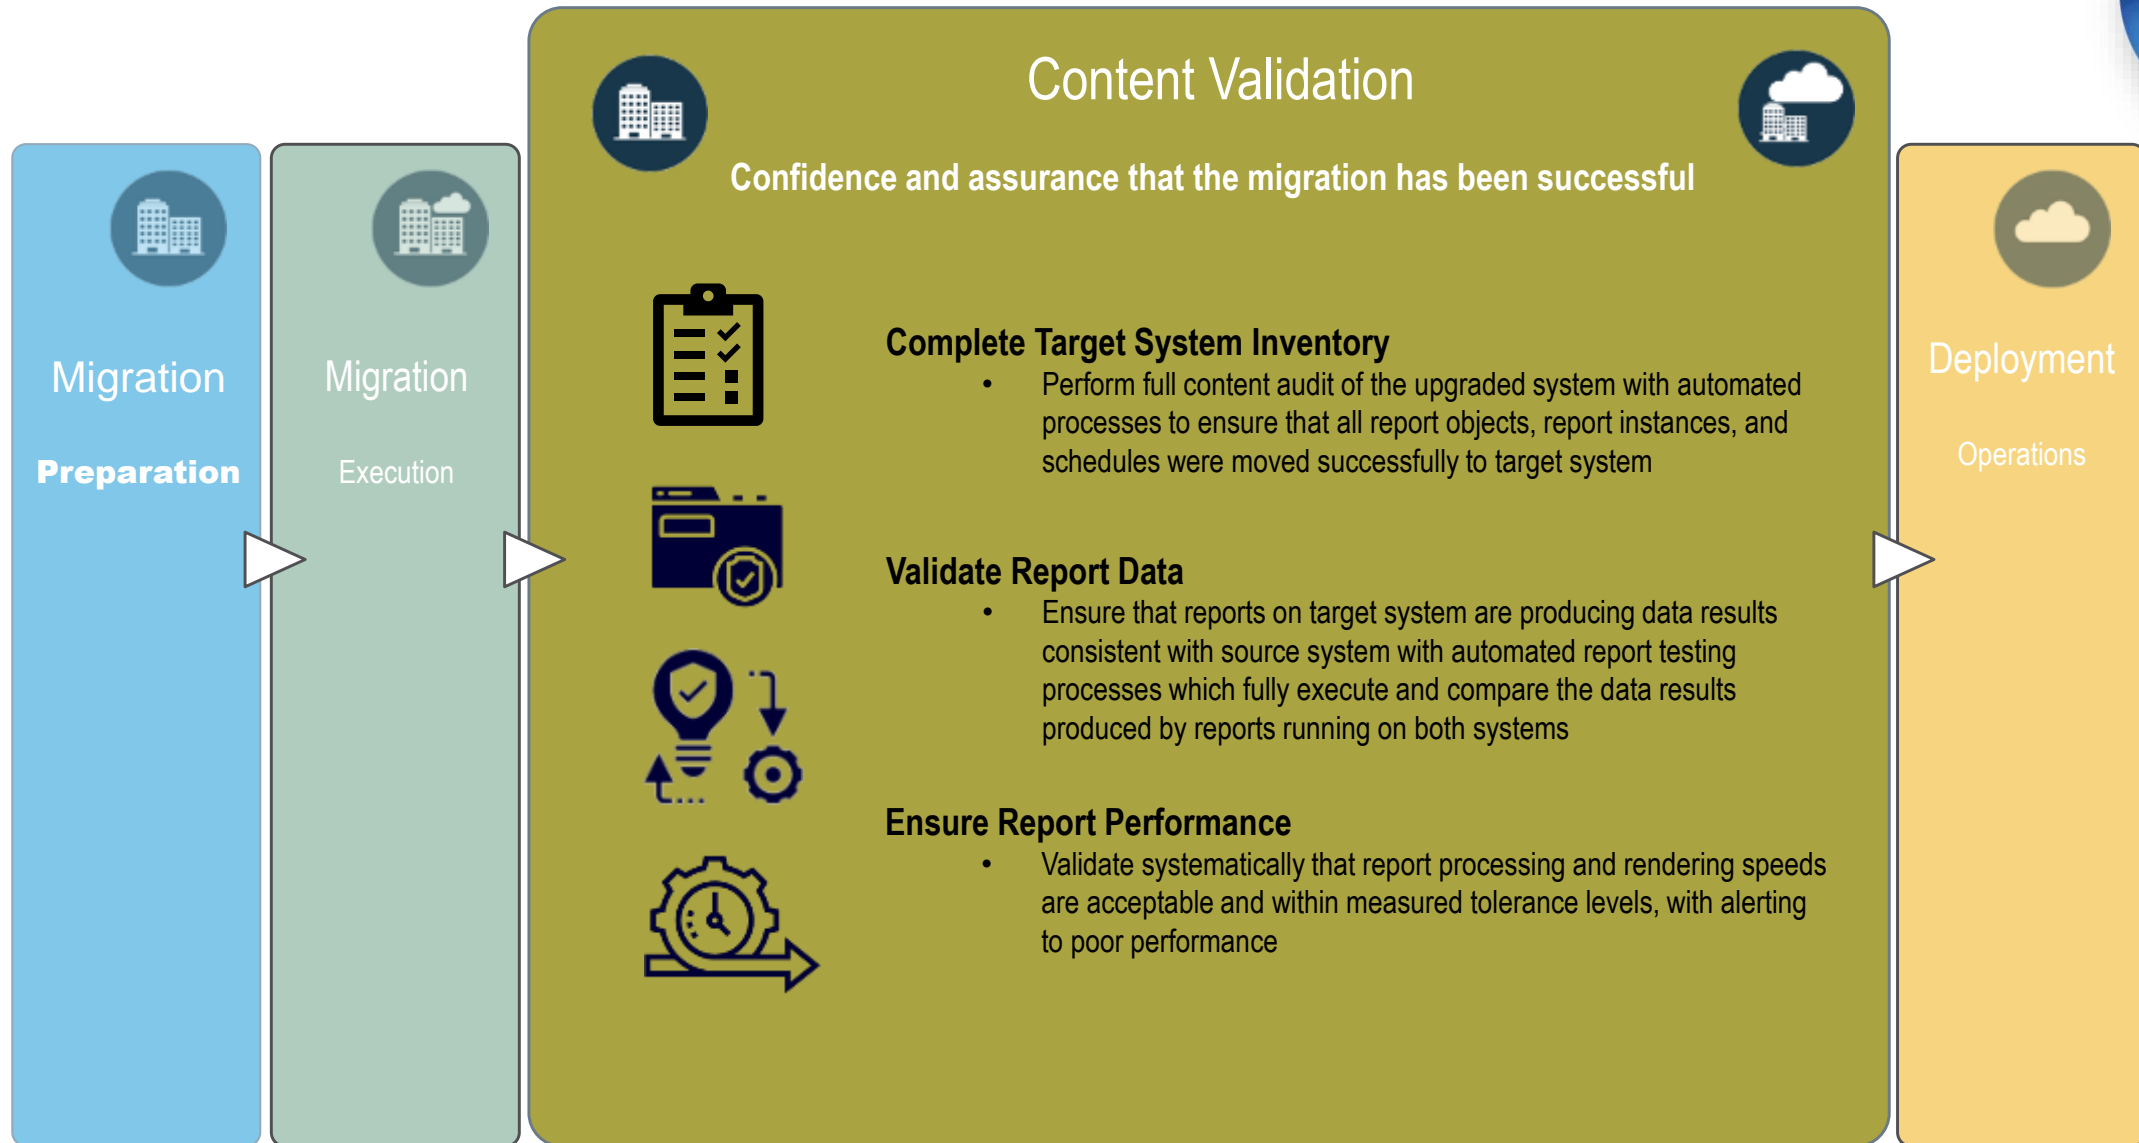 Migration
Preparation
Migration
Execution
Content Validation
Confidence and assurance that the migration has been successful
Complete Target System Inventory
• Perform full content audit of the upgraded system with automated
processes to ensure that all report objects, report instances, and
schedules were moved successfully to target system
Validate Report Data
• Ensure that reports on target system are producing data results
consistent with source system with automated report testing
processes which fully execute and compare the data results
produced by reports running on both systems
Ensure Report Performance
• Validate systematically that report processing and rendering speeds
are acceptable and within measured tolerance levels, with alerting
to poor performance
Deployment
Operations